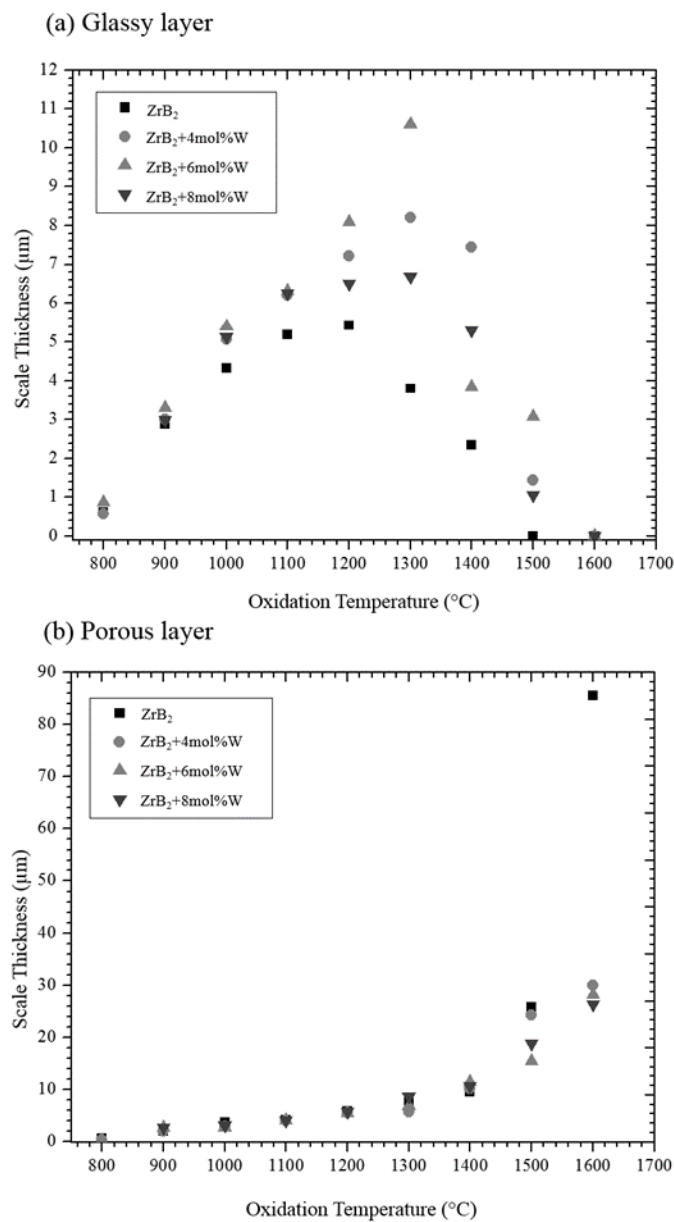 (a) Glassy layer
12
11
10
9
8
7
6
5
4
3
2
1
0
ZrB₂
ZrB₂+4mol%W
ZrB₂+6mol%W
ZrB₂+8mol%W
Scale Thickness (μm)
800 900 1000 1100 1200 1300 1400 1500 1600 1700
Oxidation Temperature (°C)
(b) Porous layer
90
80
70
60
50
40
30
20
10
0
ZrB₂
ZrB₂+4mol%W
ZrB₂+6mol%W
ZrB₂+8mol%W
Scale Thickness (μm)
800 900 1000 1100 1200 1300 1400 1500 1600 1700
Oxidation Temperature (°C)